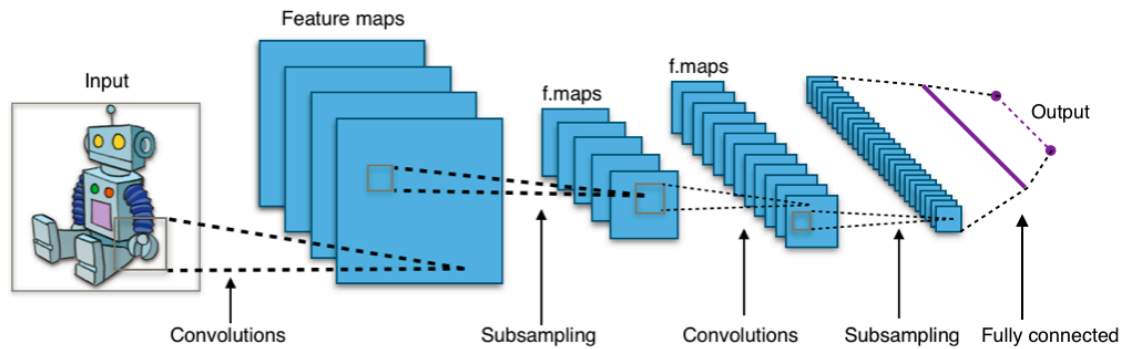 Feature maps
Input
f.maps
f.maps
Output
Convolutions
Subsampling
Convolutions
Subsampling
Fully connected